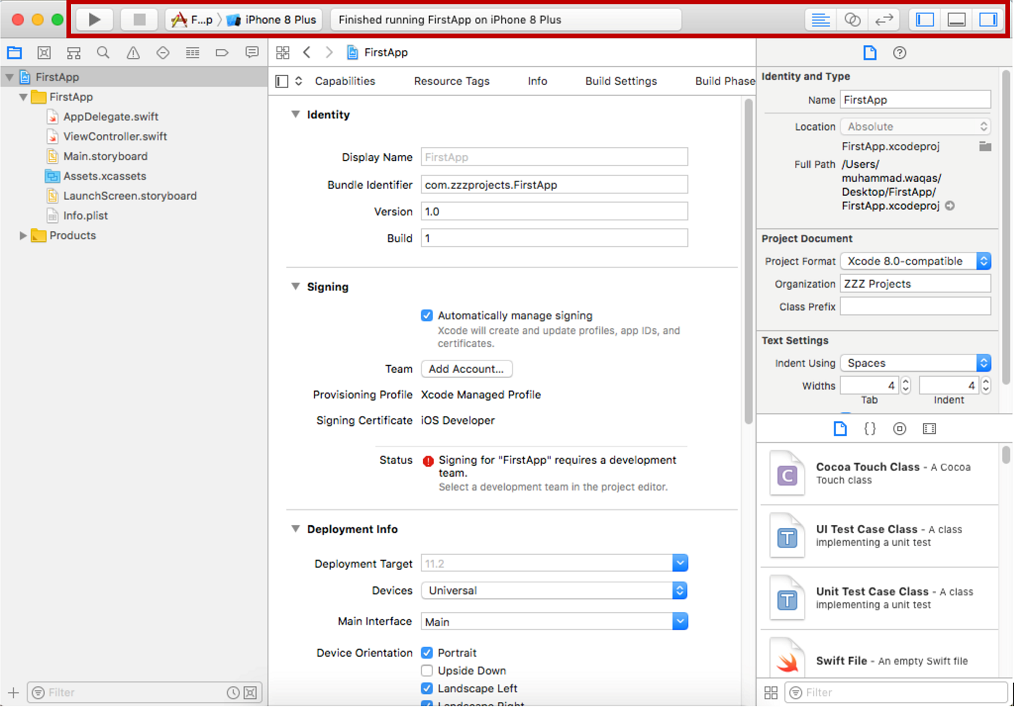 F...p 〉 iPhone 8 Plus
Finished running FirstApp on iPhone 8 Plus
FirstApp
FirstApp
AppDelegate.swift
ViewController.swift
Main.storyboard
Assets.xcassets
LaunchScreen.storyboard
Info.plist
Products
Filter
FirstApp
Capabilities Resource Tags Info Build Settings Build Phase
Identity
Display Name FirstApp
Bundle Identifier com.zzzprojects.FirstApp
Version 1.0
Build 1
Signing
Automatically manage signing
Xcode will create and update profiles, app IDs, and
certificates.
Team Add Account...
Provisioning Profile Xcode Managed Profile
Signing Certificate iOS Developer
Status Signing for "FirstApp" requires a development
team.
Select a development team in the project editor.
Deployment Info
Deployment Target 11.2
Devices Universal
Main Interface Main
Device Orientation Portrait
Upside Down
Landscape Left
Landscape Right
Identity and Type
Name FirstApp
Location Absolute
FirstApp.xcodeproj
Full Path /Users/
muhammad.waqas/
Desktop/FirstApp/
FirstApp.xcodeproj
Project Document
Project Format Xcode 8.0-compatible
Organization ZZZ Projects
Class Prefix
Text Settings
Indent Using Spaces
Widths 4 4
Tab Indent
{ }
C
Cocoa Touch Class - A Cocoa
Touch class
T
UI Test Case Class - A class
implementing a unit test
T
Unit Test Case Class - A class
implementing a unit test
Swift File - An empty Swift file
Filter